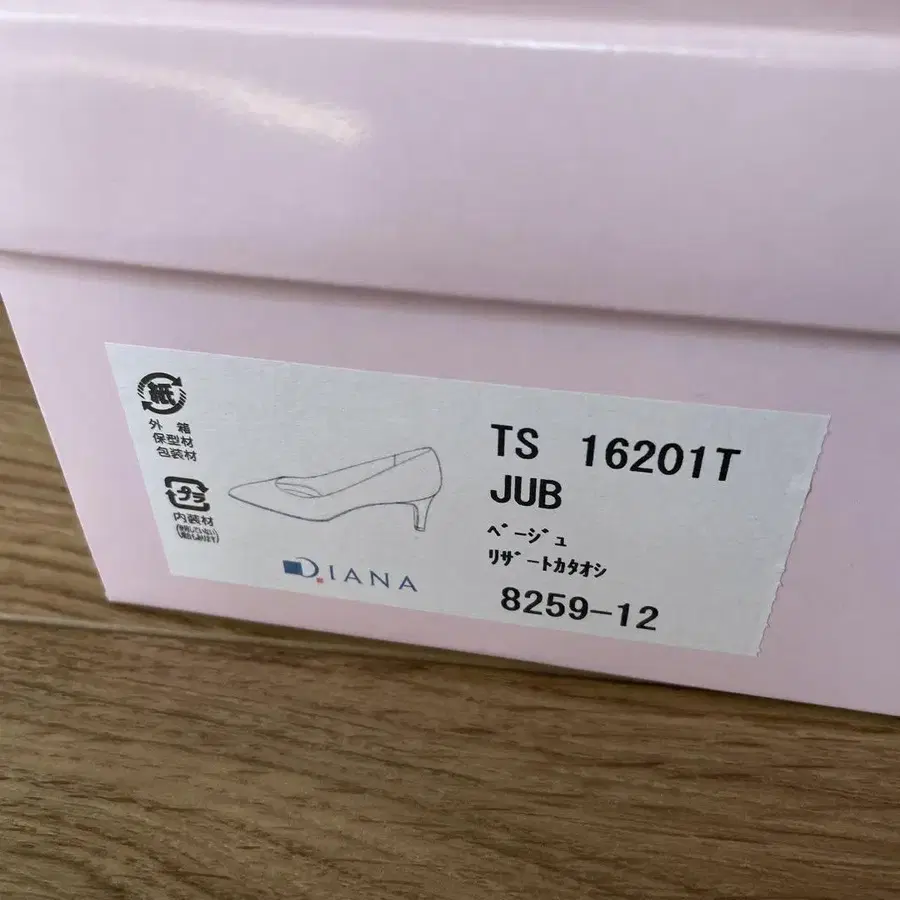 紙
外 箱
保型材
包装材
プラ
内装材
DIANA
TS 16201T
JUB
ﾍﾞｰｼﾞｭ
ﾘｻﾞｰﾄｶﾀｵｼ
8259-12